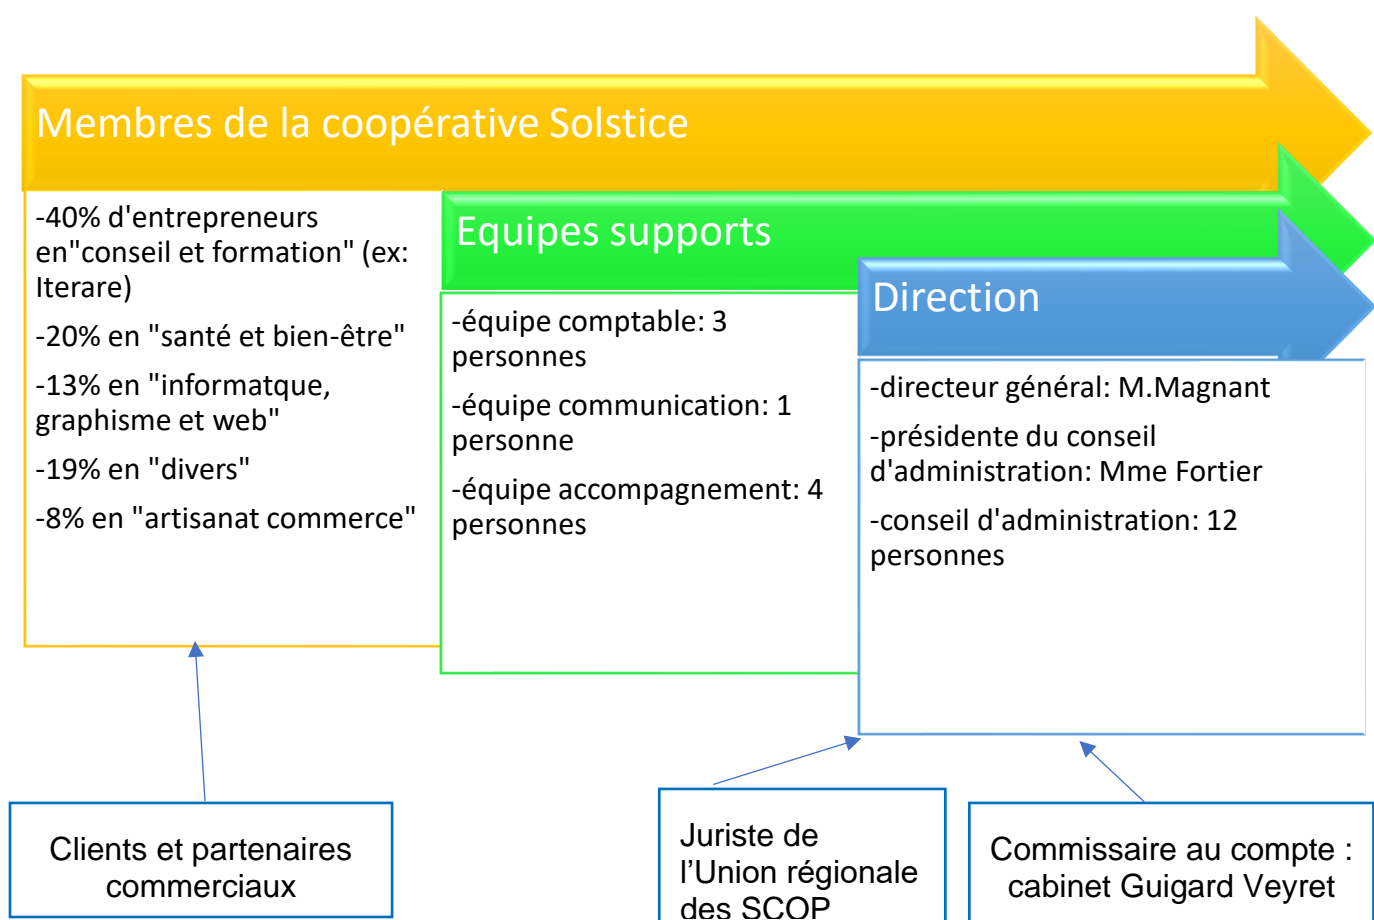 Membres de la coopérative Solstice
-40% d'entrepreneurs
en"conseil et formation" (ex:
Iterare)
-20% en "santé et bien-être"
-13% en "informatque,
graphisme et web"
-19% en "divers"
-8% en "artisanat commerce"
Equipes supports
-équipe comptable: 3
personnes
-équipe communication: 1
personne
-équipe accompagnement: 4
personnes
Direction
-directeur général: M.Magnant
-présidente du conseil
d'administration: Mme Fortier
-conseil d'administration: 12
personnes
Clients et partenaires
commerciaux
Juriste de
l’Union régionale
des SCOP
Commissaire au compte :
cabinet Guigard Veyret